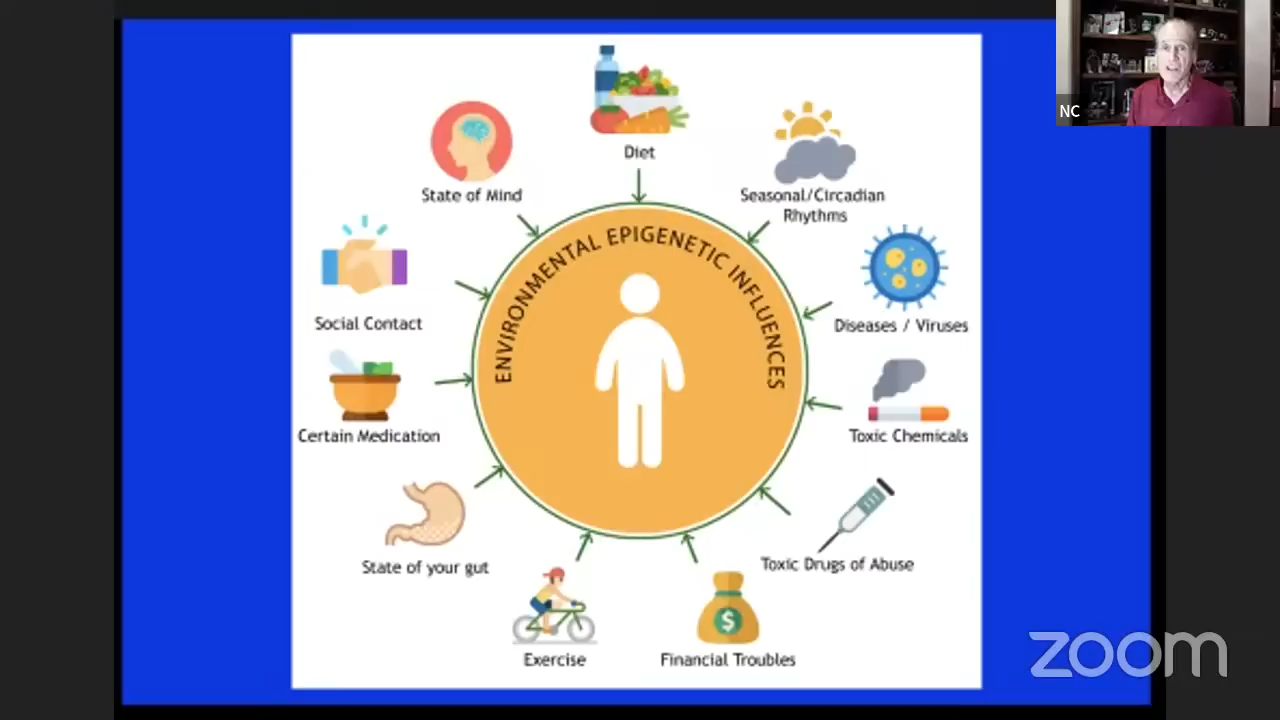 NC
Diet
State of Mind
Seasonal/Circadian
Rhythms
ENVIRONMENTAL EPIGENETIC INFLUENCES
Social Contact
Diseases / Viruses
Certain Medication
Toxic Chemicals
State of your gut
Toxic Drugs of Abuse
$
Exercise
Financial Troubles
zoom